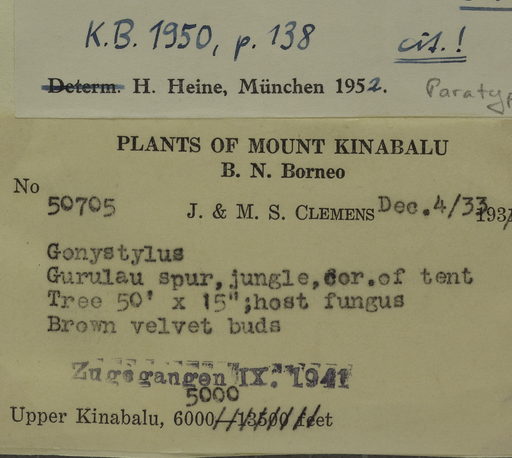 K.B. 1950, p. 138 cit.!
Determ. H. Heine, München 1952. Paratyp
PLANTS OF MOUNT KINABALU
B. N. Borneo
No
50705 J. & M. S. CLEMENS Dec. 4/33 193
Gonystylus
Gurulau spur, jungle, cor. of tent
Tree 50' x 15"; host fungus
Brown velvet buds
Zugegangen IX. 1941
5000
Upper Kinabalu, 6000-13500 feet